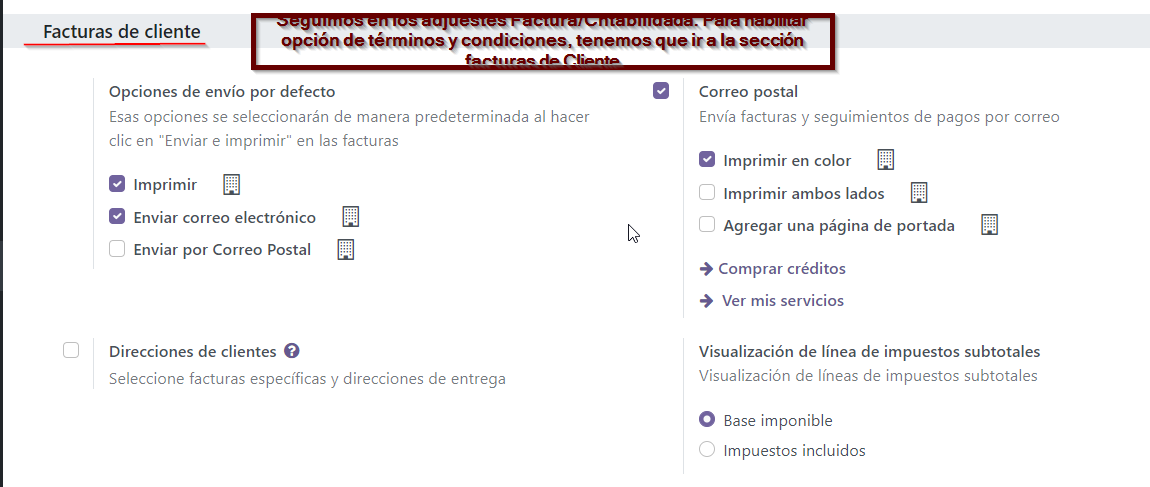 Facturas de cliente
Seguimos en los adjuestes Factura/Cntabilidada. Para habilitar
opción de términos y condiciones, tenemos que ir a la sección
facturas de Cliente
Opciones de envío por defecto
Esas opciones se seleccionarán de manera predeterminada al hacer
clic en "Enviar e imprimir" en las facturas
Imprimir
Enviar correo electrónico
Enviar por Correo Postal
Correo postal
Envía facturas y seguimientos de pagos por correo
Imprimir en color
Imprimir ambos lados
Agregar una página de portada
Comprar créditos
Ver mis servicios
Direcciones de clientes ?
Seleccione facturas específicas y direcciones de entrega
Visualización de línea de impuestos subtotales
Visualización de líneas de impuestos subtotales
Base imponible
Impuestos incluidos